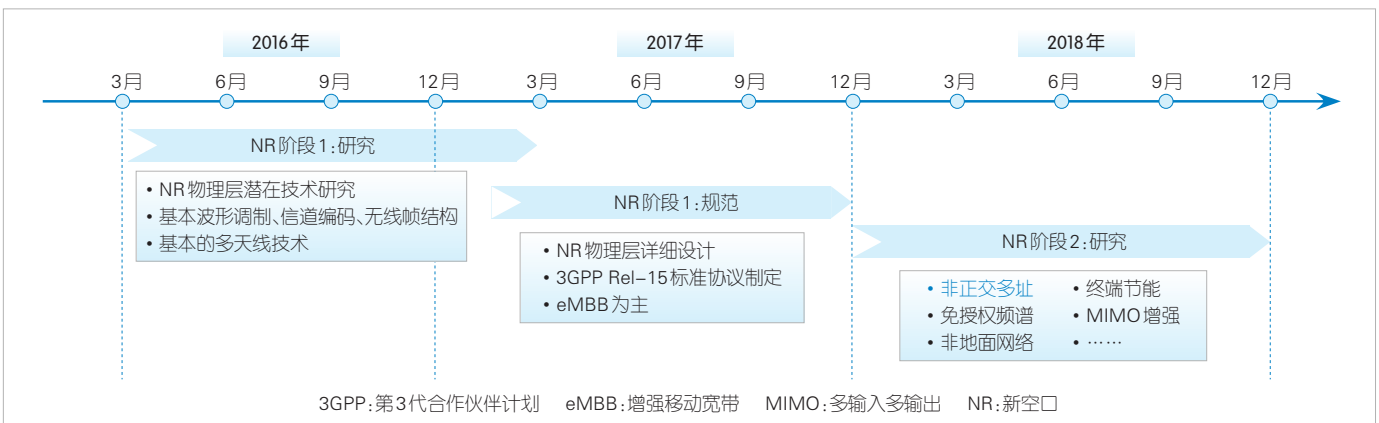 2016年 2017年 2018年
3月 6月 9月 12月 3月 6月 9月 12月 3月 6月 9月 12月
NR阶段1:研究
• NR物理层潜在技术研究
• 基本波形调制、信道编码、无线帧结构
• 基本的多天线技术
NR阶段1:规范
• NR物理层详细设计
• 3GPP Rel-15标准协议制定
• eMBB为主
NR阶段2:研究
• 非正交多址 • 终端节能
• 免授权频谱 • MIMO增强
• 非地面网络 • ……
3GPP:第3代合作伙伴计划 eMBB:增强移动宽带 MIMO:多输入多输出 NR:新空口